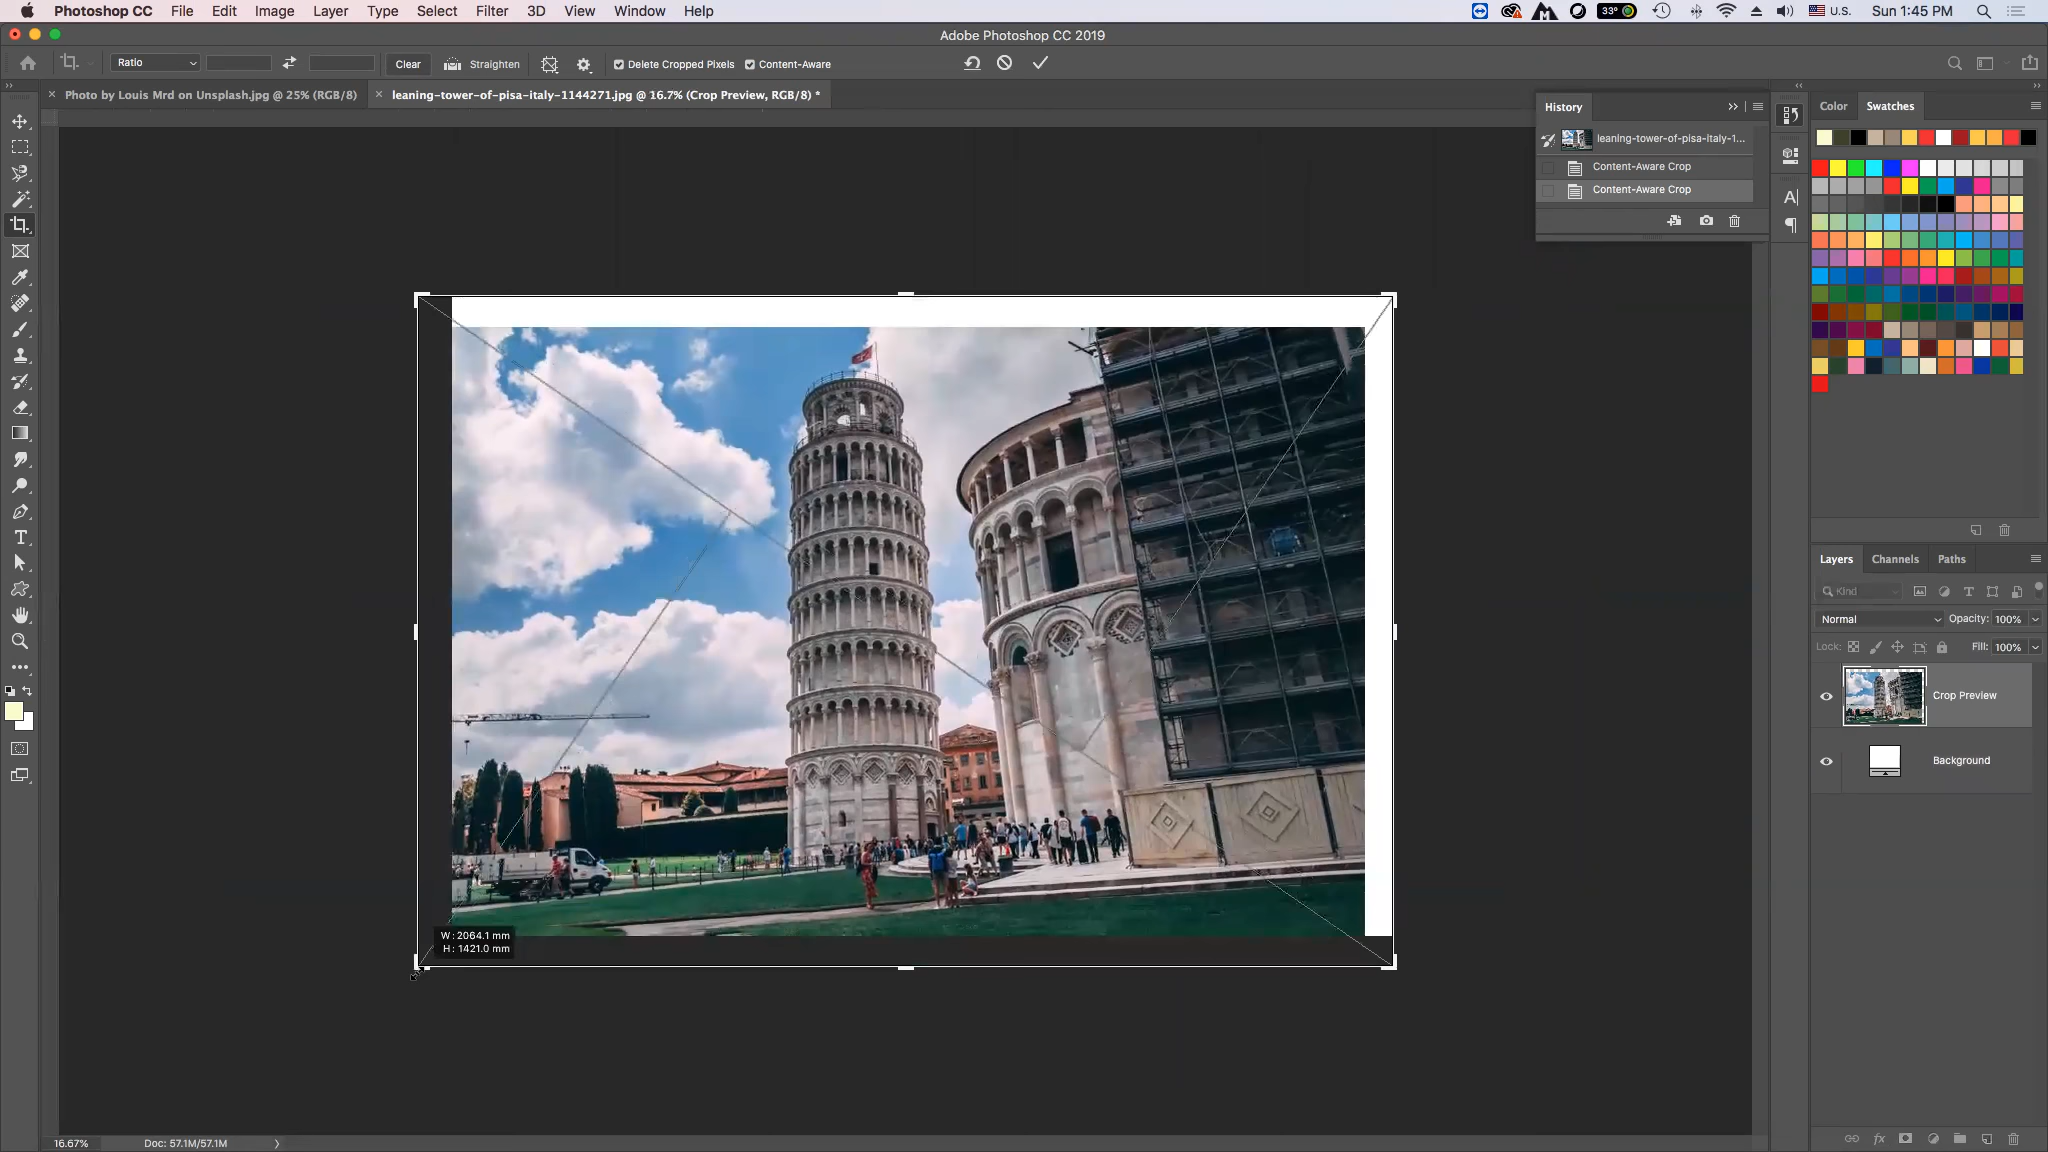 Photoshop CC File Edit Image Layer Type Select Filter 3D View Window Help 33° U.S. Sun 1:45 PM
Adobe Photoshop CC 2019
Ratio Clear Straighten Delete Cropped Pixels Content-Aware
Photo by Louis Mrd on Unsplash.jpg @ 25% (RGB/8)
leaning-tower-of-pisa-italy-1144271.jpg @ 16.7% (Crop Preview, RGB/8) *
History
leaning-tower-of-pisa-italy-1...
Content-Aware Crop
Content-Aware Crop
Color Swatches
W: 2064.1 mm
H: 1421.0 mm
Layers Channels Paths
Kind
Normal Opacity: 100%
Lock: Fill: 100%
Crop Preview
Background
fx
16.67% Doc: 57.1M/57.1M